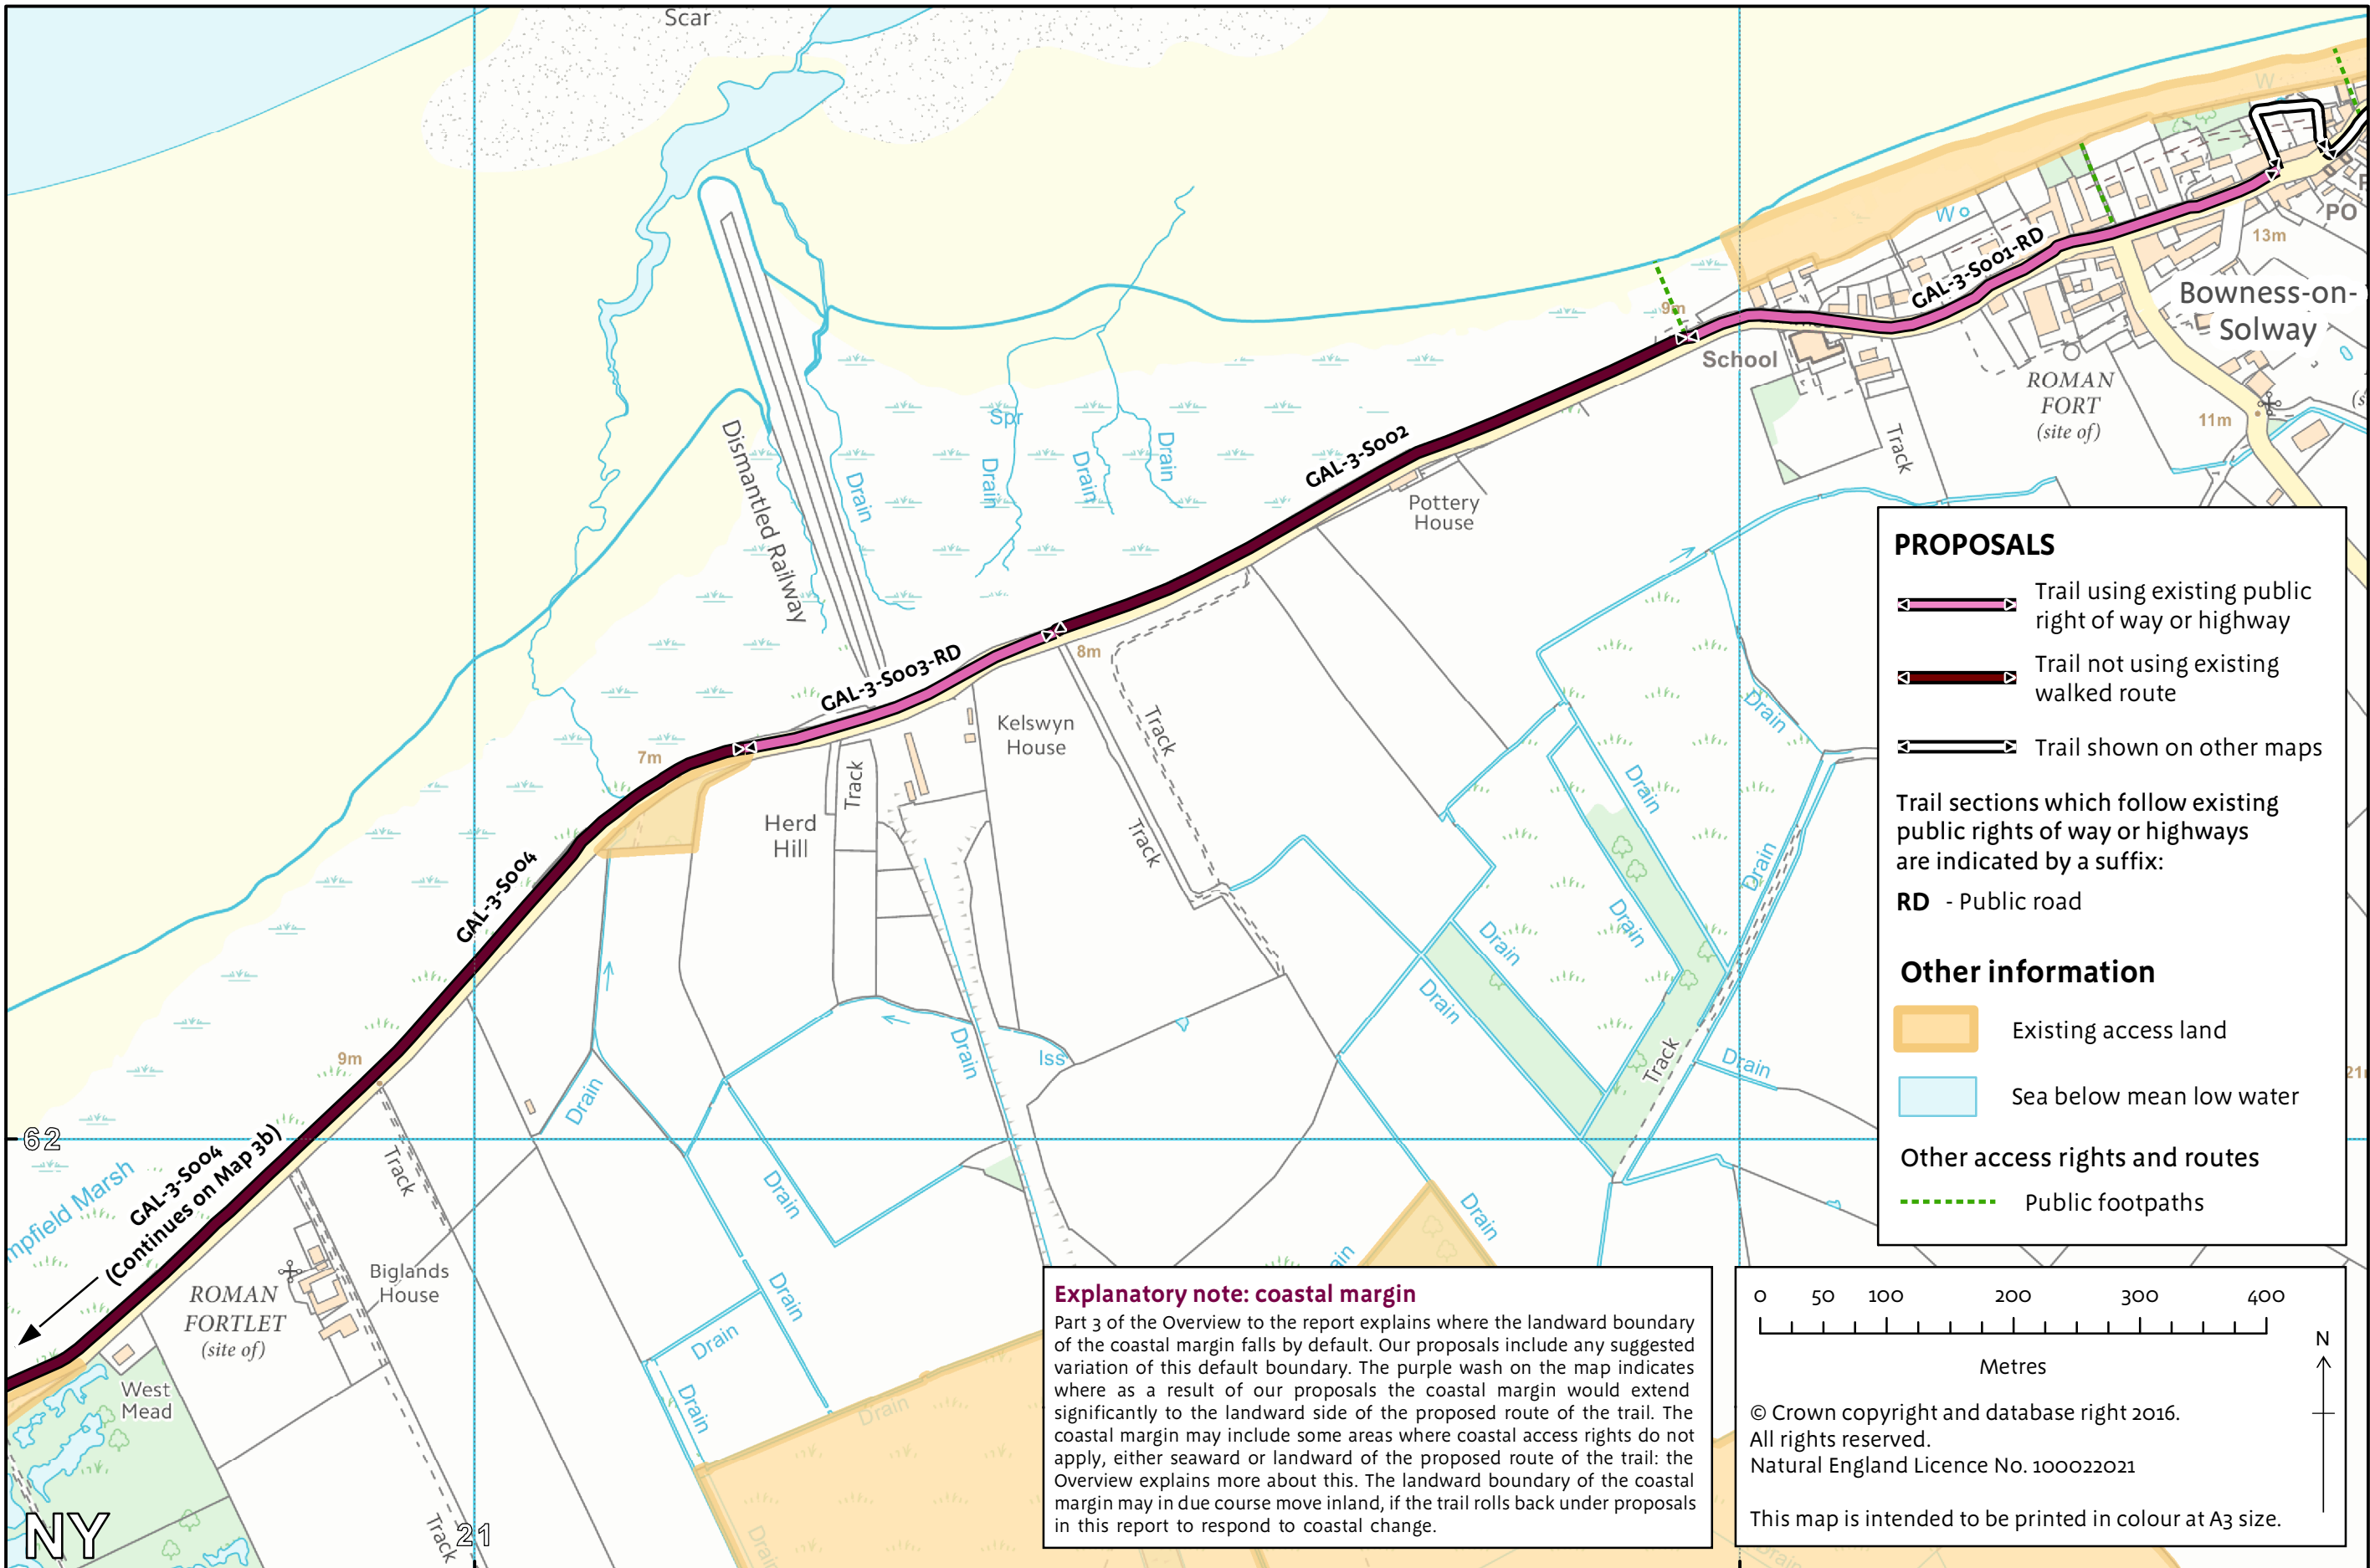 Scar
W
PO
13m
W
GAL-3-S001-RD
Bowness-on-
Solway
9m
School
ROMAN
FORT
(site of)
11m
Track
Spr
Drain
Drain
Drain
Drain
Dismantled Railway
GAL-3-S002
Pottery
House
GAL-3-S003-RD
8m
Kelswyn
House
Track
Track
7m
Track
Herd
Hill
GAL-3-S004
Drain
Drain
Drain
Drain
Drain
Drain
Track
Drain
9m
Drain
Drain
Iss
62
GAL-3-S004
(Continues on Map 3b)
Track
Drain
Drain
Drain
Drain
Drain
Drain
Drain
Drain
ROMAN
FORTLET
(site of)
Biglands
House
West
Mead
Track
NY
21
PROPOSALS
Trail using existing public
right of way or highway
Trail not using existing
walked route
Trail shown on other maps
Trail sections which follow existing
public rights of way or highways
are indicated by a suffix:
RD - Public road
Other information
Existing access land
Sea below mean low water
Other access rights and routes
Public footpaths
Explanatory note: coastal margin
Part 3 of the Overview to the report explains where the landward boundary
of the coastal margin falls by default. Our proposals include any suggested
variation of this default boundary. The purple wash on the map indicates
where as a result of our proposals the coastal margin would extend
significantly to the landward side of the proposed route of the trail. The
coastal margin may include some areas where coastal access rights do not
apply, either seaward or landward of the proposed route of the trail: the
Overview explains more about this. The landward boundary of the coastal
margin may in due course move inland, if the trail rolls back under proposals
in this report to respond to coastal change.
0 50 100 200 300 400
Metres
N
© Crown copyright and database right 2016.
All rights reserved.
Natural England Licence No. 100022021
This map is intended to be printed in colour at A3 size.